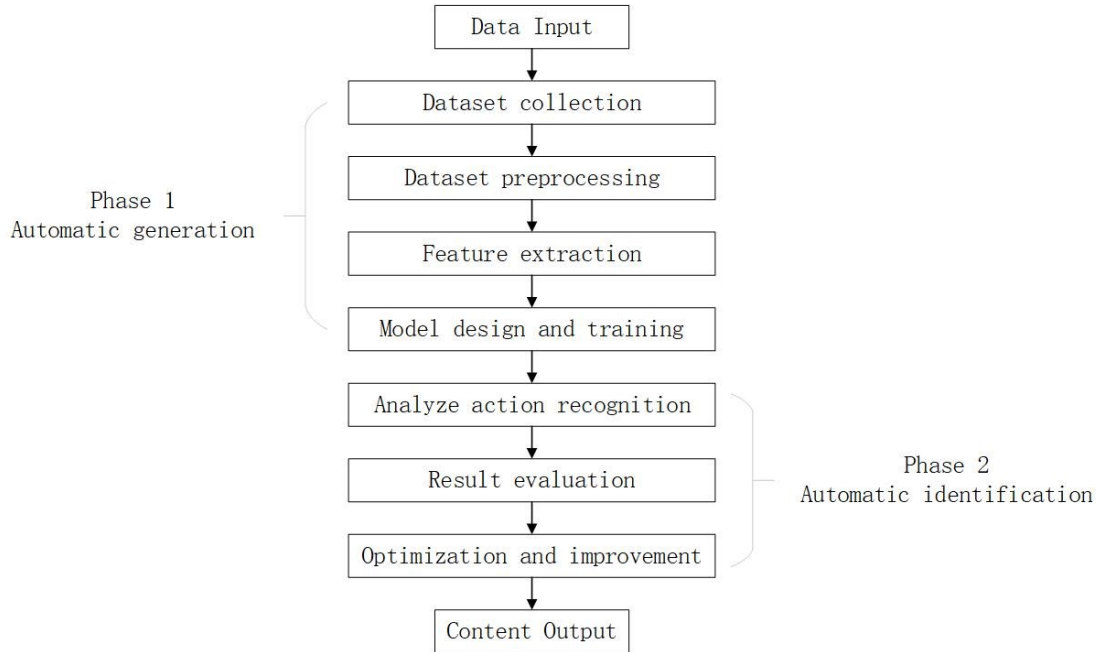 Data Input
Dataset collection
Dataset preprocessing
Phase 1
Automatic generation
Feature extraction
Model design and training
Analyze action recognition
Result evaluation
Phase 2
Automatic identification
Optimization and improvement
Content Output